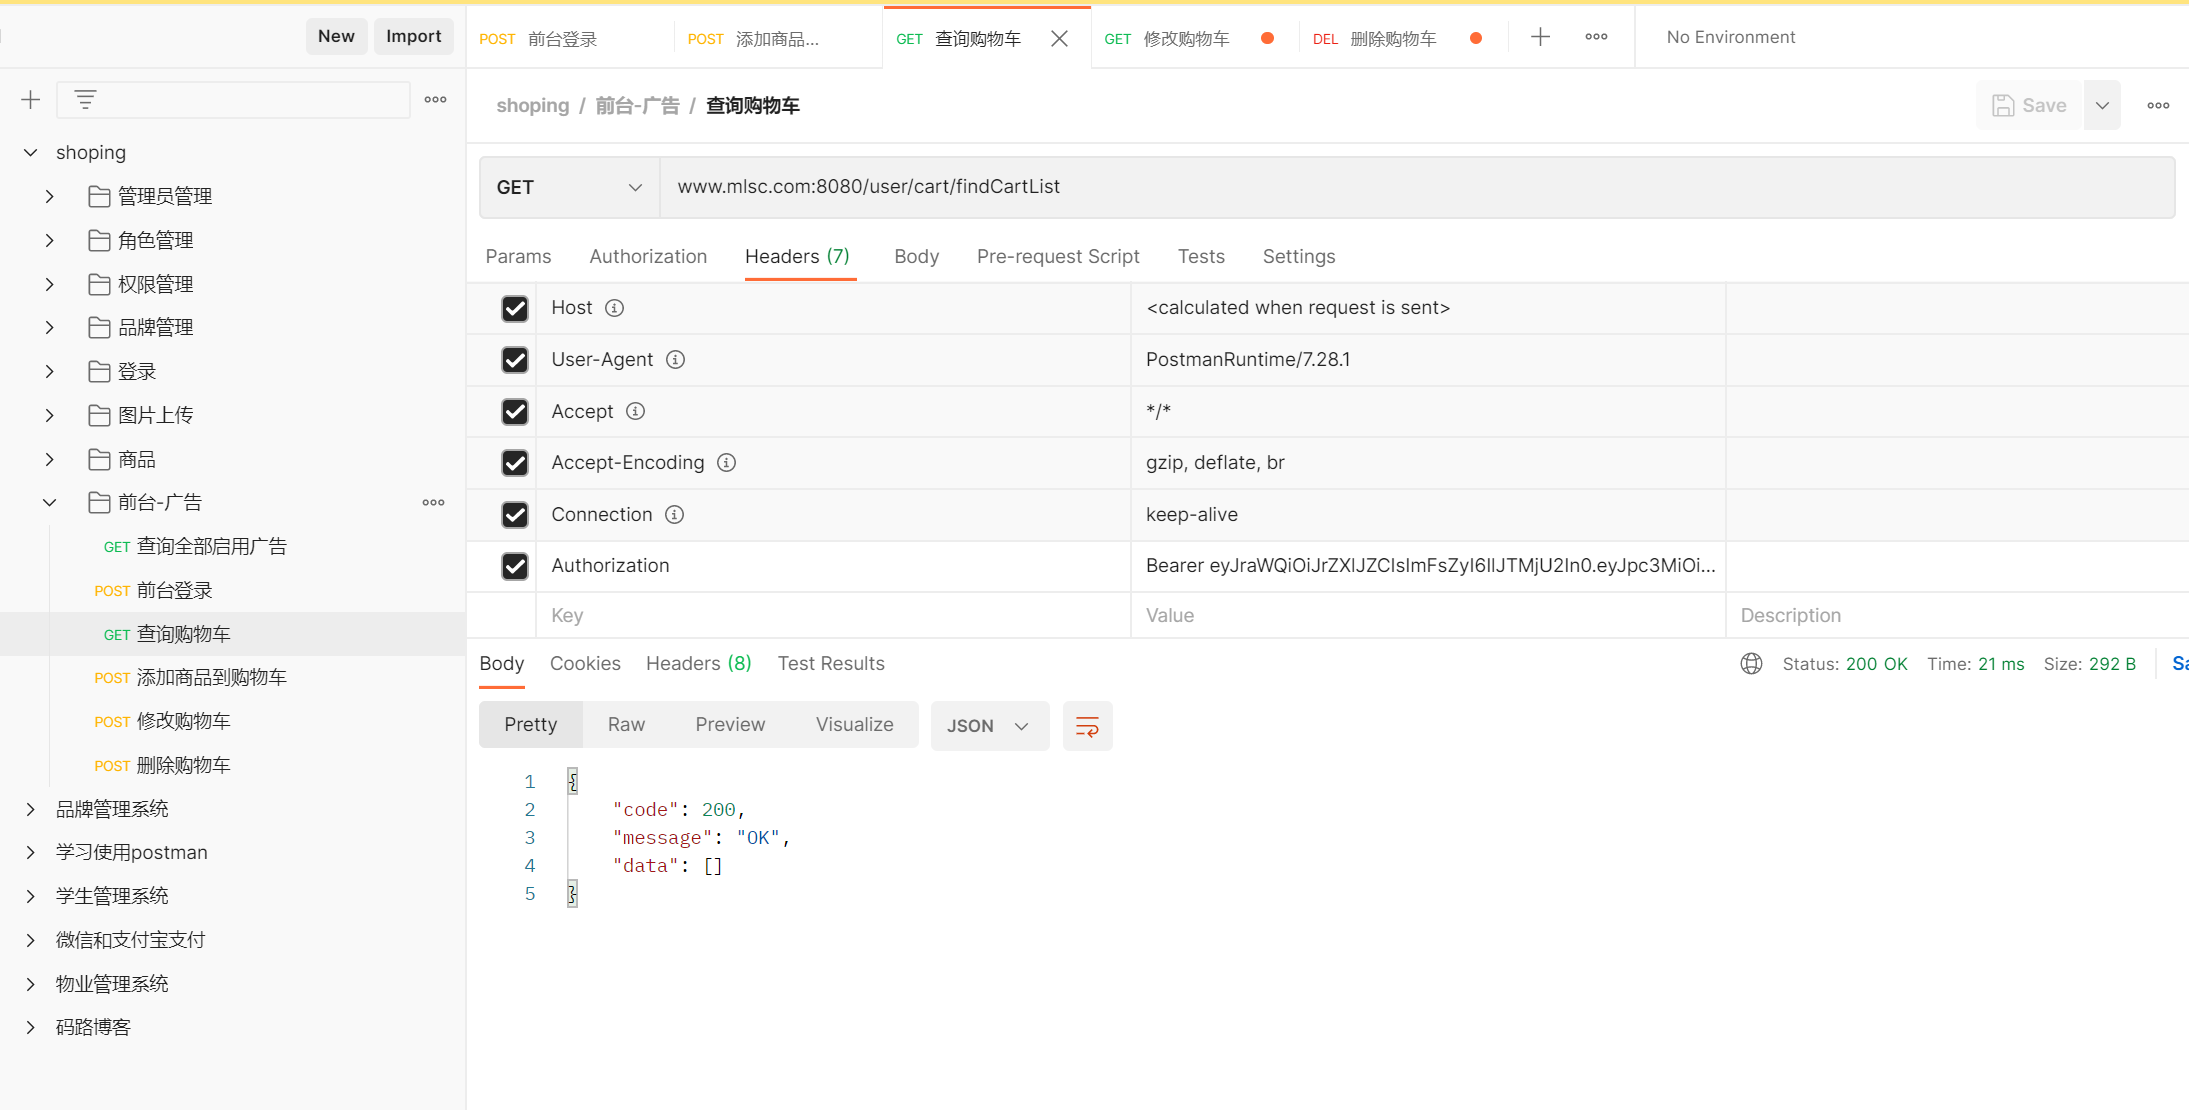 New
Import
POST 前台登录
POST 添加商品...
GET 查询购物车
GET 修改购物车
DEL 删除购物车
No Environment
shoping / 前台-广告 / 查询购物车
Save
shoping
管理员管理
角色管理
权限管理
品牌管理
登录
图片上传
商品
前台-广告
GET 查询全部启用广告
POST 前台登录
GET 查询购物车
POST 添加商品到购物车
POST 修改购物车
POST 删除购物车
品牌管理系统
学习使用postman
学生管理系统
微信和支付宝支付
物业管理系统
码路博客
GET www.mlsc.com:8080/user/cart/findCartList
Params Authorization Headers (7) Body Pre-request Script Tests Settings
Host <calculated when request is sent>
User-Agent PostmanRuntime/7.28.1
Accept */*
Accept-Encoding gzip, deflate, br
Connection keep-alive
Authorization Bearer eyJraWQiOiJrZXlJZCIsImFsZyI6IlJTMjU2In0.eyJpc3MiOi...
Key Value Description
Body Cookies Headers (8) Test Results Status: 200 OK Time: 21 ms Size: 292 B
Pretty Raw Preview Visualize JSON
1 {
2 "code": 200,
3 "message": "OK",
4 "data": []
5 }